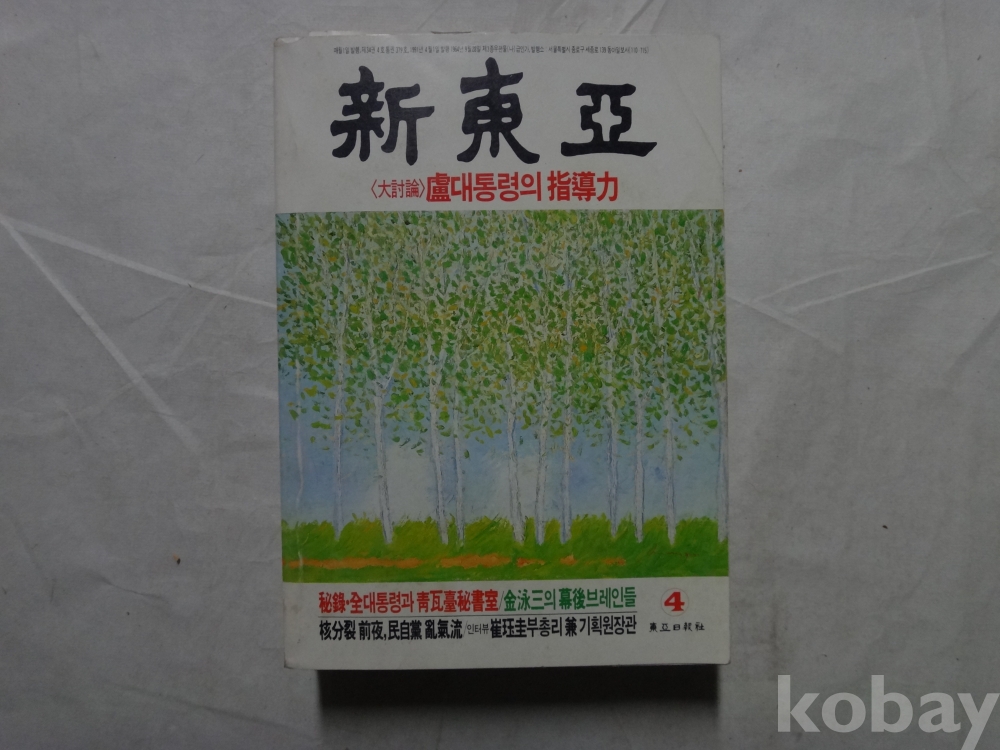 新東亞
〈大討論〉盧대통령의 指導力
秘錄·全대통령과 靑瓦臺秘書室/金泳三의 幕後브레인들
4
核分裂 前夜, 民自黨 亂氣流/인터뷰 崔珏圭부총리 兼 기획원장관
東亞日報社
kobay